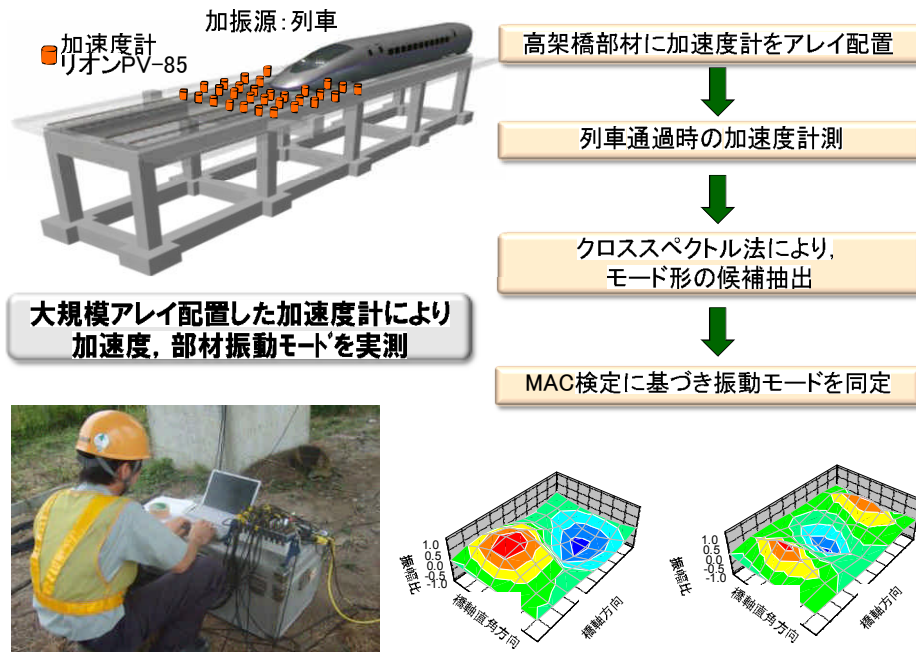 加振源:列車
加速度計
リオンPV-85
大規模アレイ配置した加速度計により
加速度, 部材振動モードを実測
高架橋部材に加速度計をアレイ配置
列車通過時の加速度計測
クロススペクトル法により,
モード形の候補抽出
MAC検定に基づき振動モードを同定
1.0
0.5
0.0
-0.5
-1.0
振幅比
橋軸直角方向
橋軸方向
1.0
0.5
0.0
-0.5
-1.0
振幅比
橋軸直角方向
橋軸方向